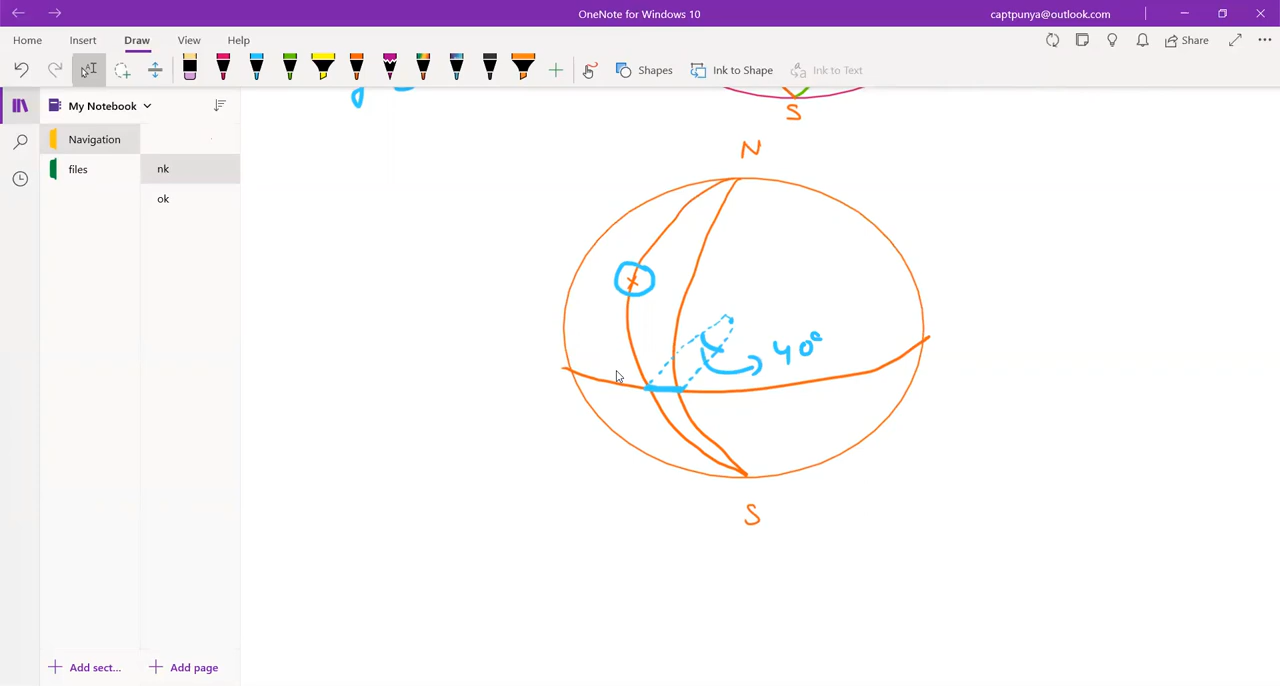 OneNote for Windows 10
captpunya@outlook.com
Home
Insert
Draw
View
Help
Share
Shapes
Ink to Shape
Ink to Text
My Notebook
Navigation
files
nk
ok
S
N
40°
S
Add sect...
Add page